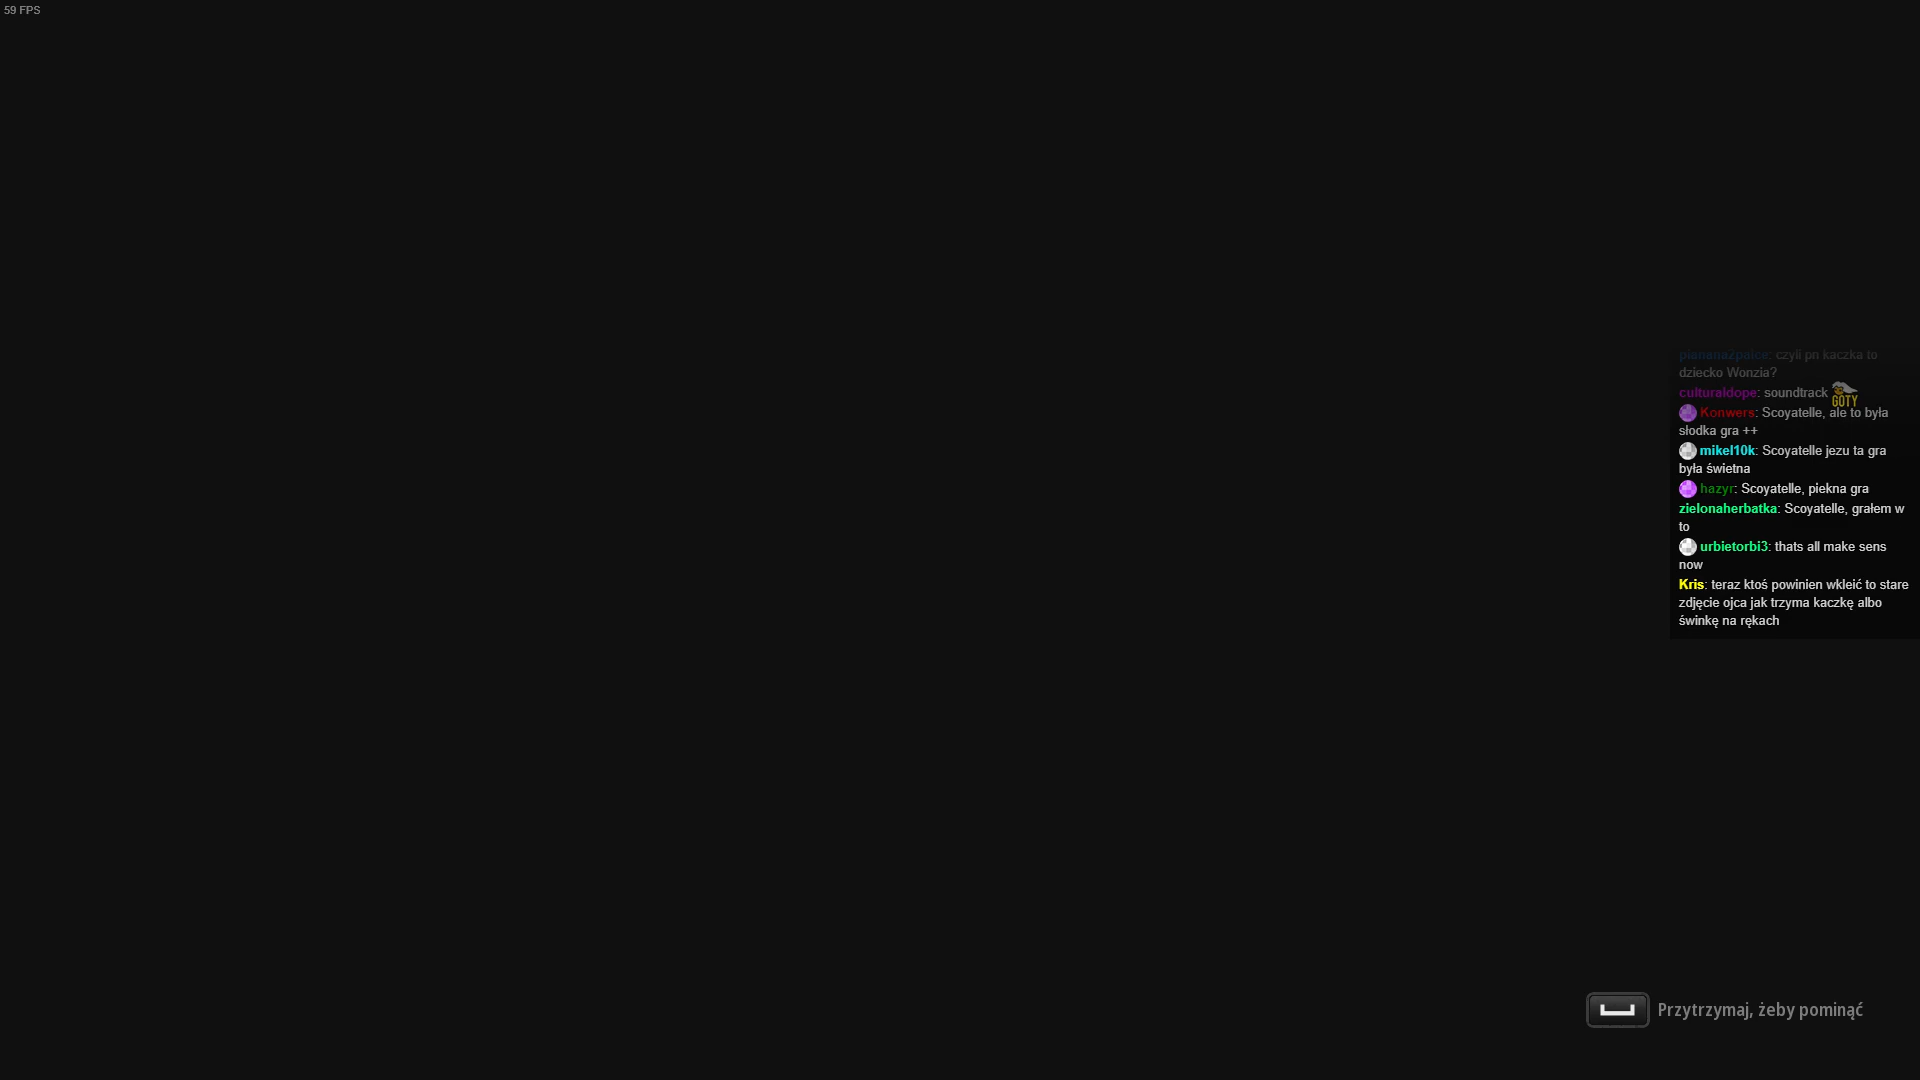 59 FPS
pianana2palce: czyli pn kaczka to
dziecko Wonzia?
culturaldope: soundtrack GOTY
Konwers: Scoyatelle, ale to była
słodka gra ++
mikel10k: Scoyatelle jezu ta gra
była świetna
hazyr: Scoyatelle, piekna gra
zielonaherbatka: Scoyatelle, grałem w
to
urbietorbi3: thats all make sens
now
Kris: teraz ktoś powinien wkleić to stare
zdjęcie ojca jak trzyma kaczkę albo
świnkę na rękach
Przytrzymaj, żeby pominąć